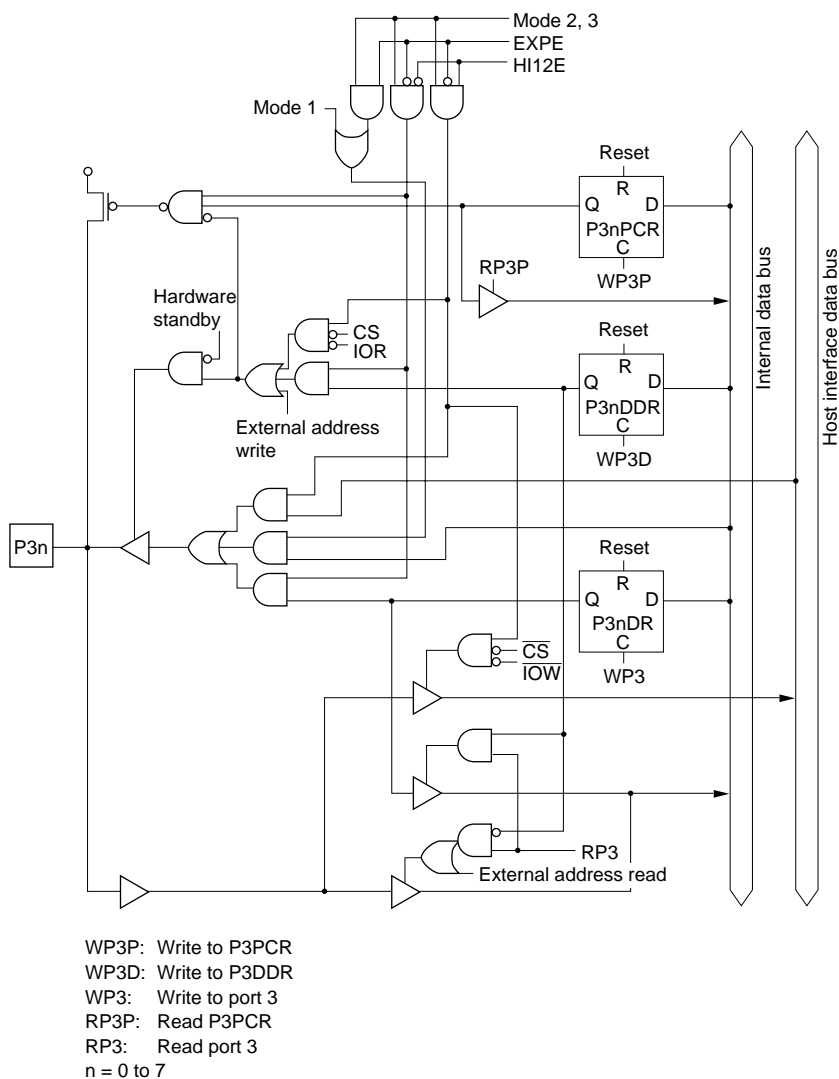 Mode 2, 3
EXPE
HI12E
Mode 1
Reset
R
Q D
P3nPCR
C
WP3P
RP3P
Hardware
standby
CS
IOR
Reset
R
Q D
P3nDDR
C
WP3D
External address
write
Internal data bus
Host interface data bus
P3n
Reset
R
Q D
P3nDR
C
WP3
CS
IOW
RP3
External address read
WP3P: Write to P3PCR
WP3D: Write to P3DDR
WP3: Write to port 3
RP3P: Read P3PCR
RP3: Read port 3
n = 0 to 7